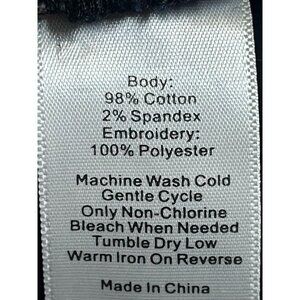 Body:
98% Cotton
2% Spandex
Embroidery:
100% Polyester
Machine Wash Cold
Gentle Cycle
Only Non-Chlorine
Bleach When Needed
Tumble Dry Low
Warm Iron On Reverse
Made In China